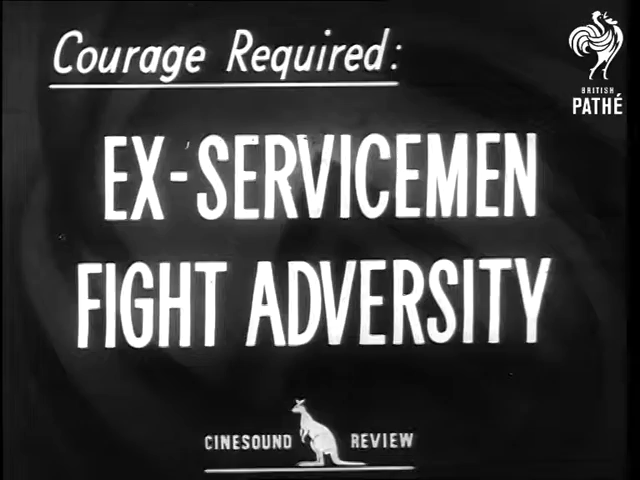 Courage Required:
BRITISH
PATHÉ
EX-SERVICEMEN
FIGHT ADVERSITY
CINESOUND REVIEW